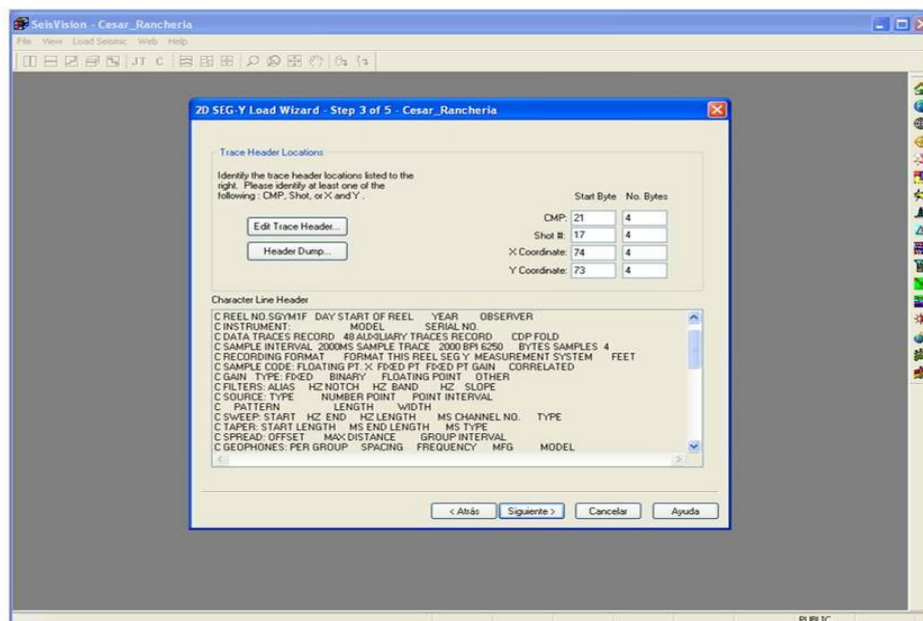 SeisVision - Cesar_Rancheria
File View Load Seismic Web Help
JT C
2D SEG-Y Load Wizard - Step 3 of 5 - Cesar_Rancheria
Trace Header Locations
Identify the trace header locations listed to the
right. Please identify at least one of the
following : CMP, Shot, or X and Y .
Start Byte No. Bytes
Edit Trace Header...
Header Dump...
CMP: 21 4
Shot #: 17 4
X Coordinate: 74 4
Y Coordinate: 73 4
Character Line Header
C REEL NO.SGYM1F DAY START OF REEL YEAR OBSERVER
C INSTRUMENT: MODEL SERIAL NO.
C DATA TRACES RECORD 48 AUXILIARY TRACES RECORD CDP FOLD
C SAMPLE INTERVAL 2000MS SAMPLE TRACE 2000 BPI 6250 BYTES SAMPLES 4
C RECORDING FORMAT FORMAT THIS REEL SEG Y MEASUREMENT SYSTEM FEET
C SAMPLE CODE: FLOATING PT. X FIXED PT FIXED PT GAIN CORRELATED
C GAIN TYPE: FIXED BINARY FLOATING POINT OTHER
C FILTERS: ALIAS HZ NOTCH HZ BAND HZ SLOPE
C SOURCE: TYPE NUMBER POINT POINT INTERVAL
C PATTERN LENGTH WIDTH
C SWEEP: START HZ END HZ LENGTH MS CHANNEL NO. TYPE
C TAPER: START LENGTH MS END LENGTH MS TYPE
C SPREAD: OFFSET MAX DISTANCE GROUP INTERVAL
C GEOPHONES: PER GROUP SPACING FREQUENCY MFG MODEL
< Atrás Siguiente > Cancelar Ayuda
PUBLIC